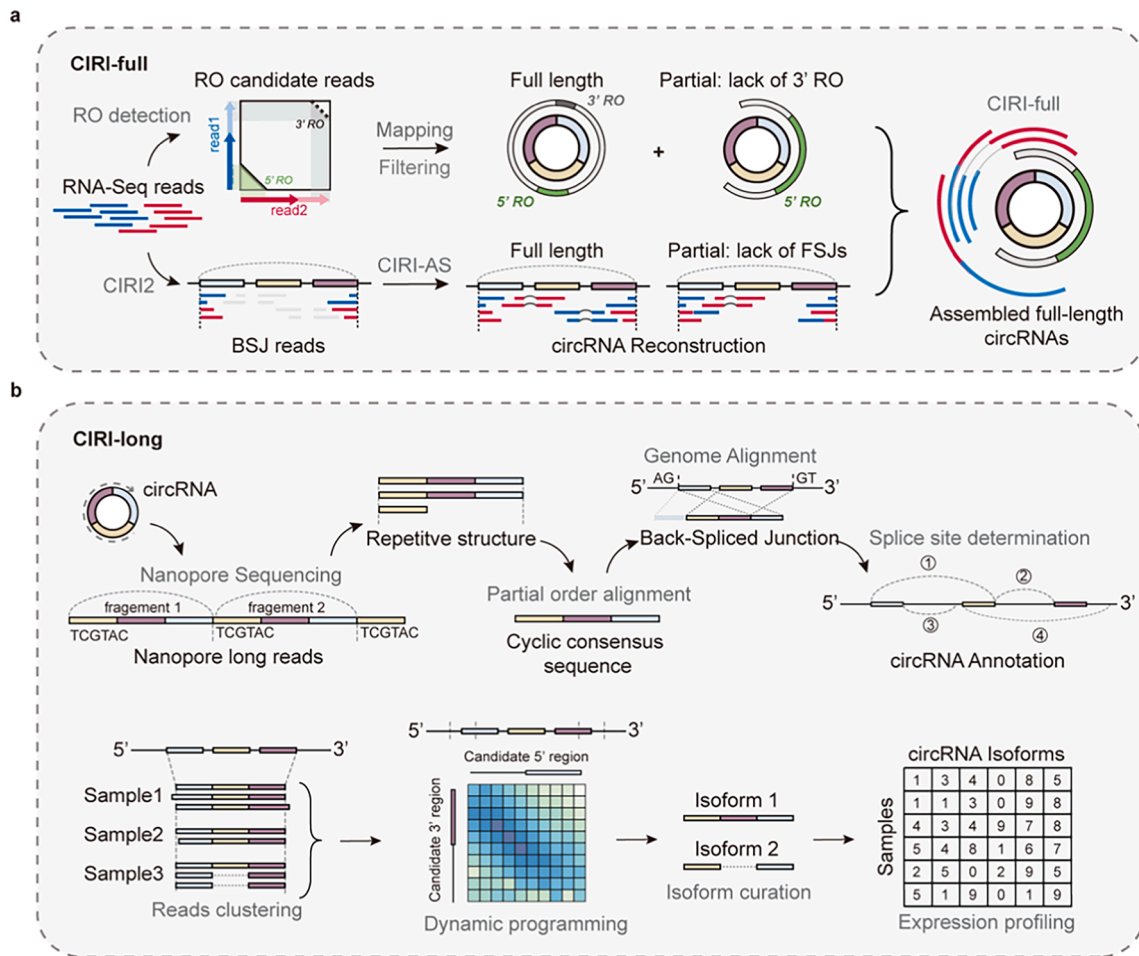 a
CIRI-full
RO candidate reads
RO detection
read1
3' RO
5' RO
read2
RNA-Seq reads
Mapping
Filtering
Full length
3' RO
5' RO
+
Partial: lack of 3' RO
5' RO
CIRI-full
Assembled full-length
circRNAs
CIRI2
BSJ reads
CIRI-AS
Full length
Partial: lack of FSJs
circRNA Reconstruction
b
CIRI-long
circRNA
Nanopore Sequencing
fragement 1
fragement 2
TCGTAC
TCGTAC
TCGTAC
Nanopore long reads
Repetitve structure
Partial order alignment
Cyclic consensus
sequence
Genome Alignment
5' AG GT 3'
Back-Spliced Junction
Splice site determination
① ②
5' 3'
③ ④
circRNA Annotation
5' 3'
Sample1
Sample2
Sample3
Reads clustering
5' 3'
Candidate 5' region
Candidate 3' region
Dynamic programming
Isoform 1
Isoform 2
Isoform curation
circRNA Isoforms
Samples
1 3 4 0 8 5
1 1 3 0 9 8
4 3 4 9 7 8
5 4 8 1 6 7
2 5 0 2 9 5
5 1 9 0 1 9
Expression profiling